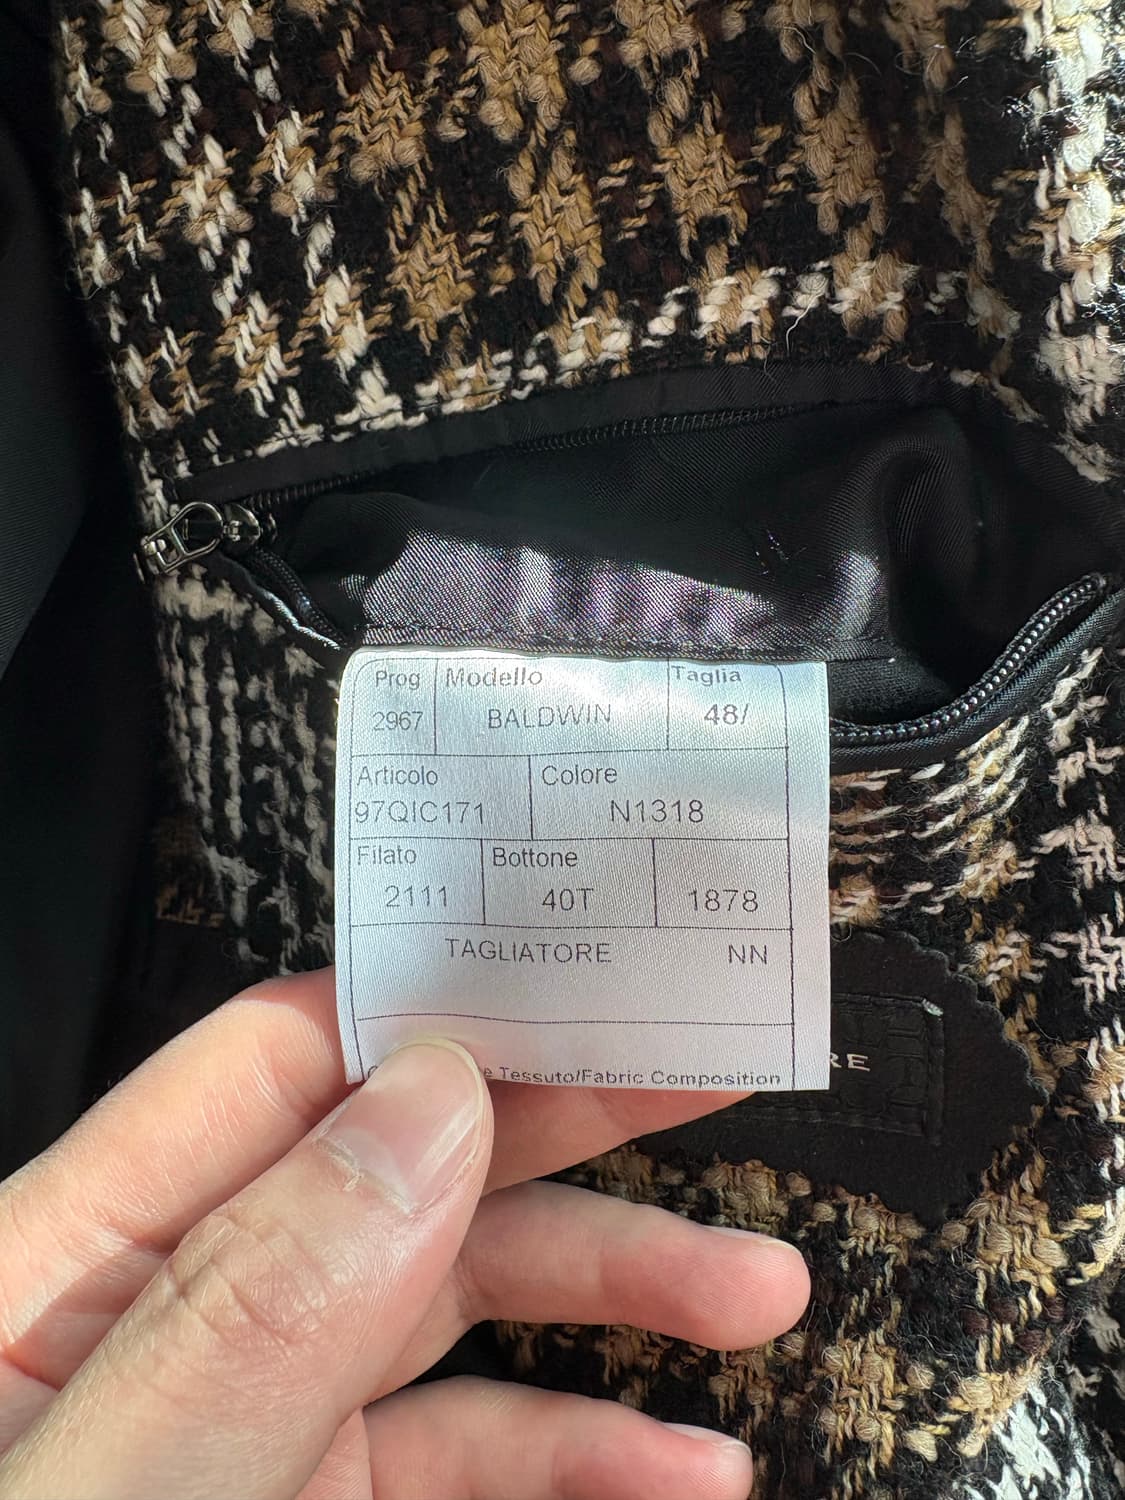 Prog Modello Taglia
2967 BALDWIN 48/
Articolo Colore
97QIC171 N1318
Filato Bottone
2111 40T 1878
TAGLIATORE NN
Tessuto/Fabric Composition